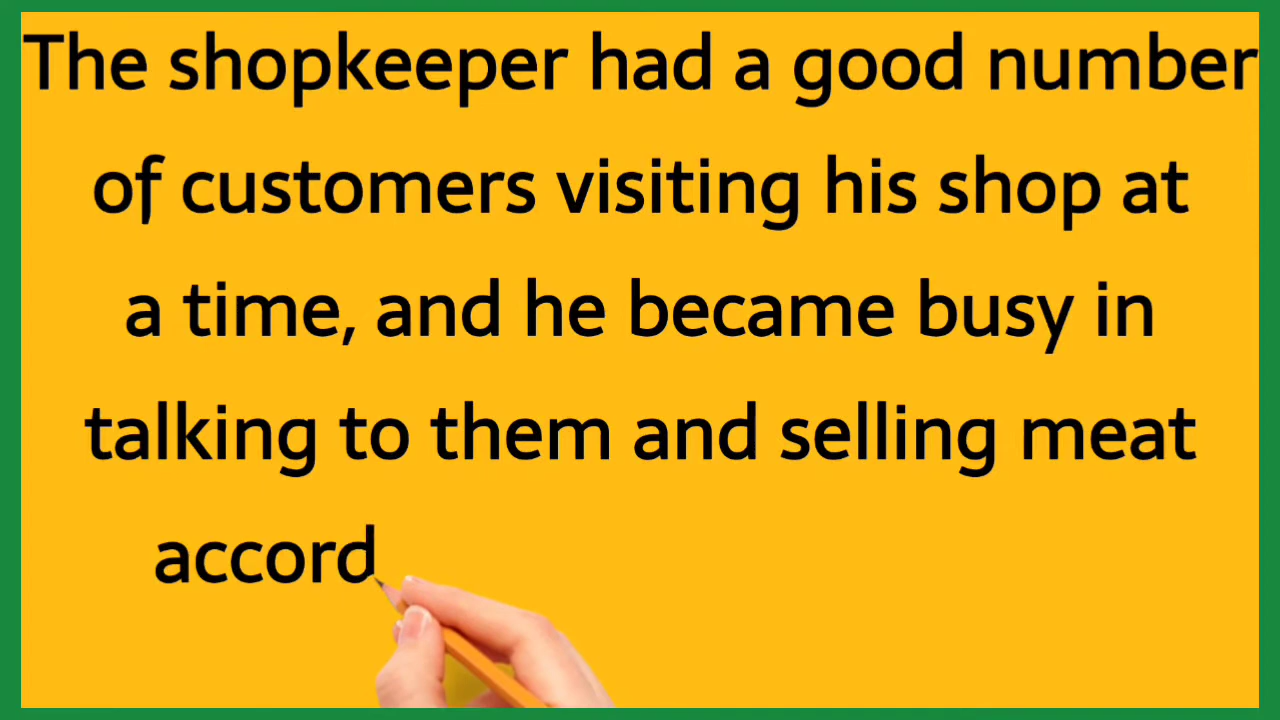 The shopkeeper had a good number
of customers visiting his shop at
a time, and he became busy in
talking to them and selling meat
accord